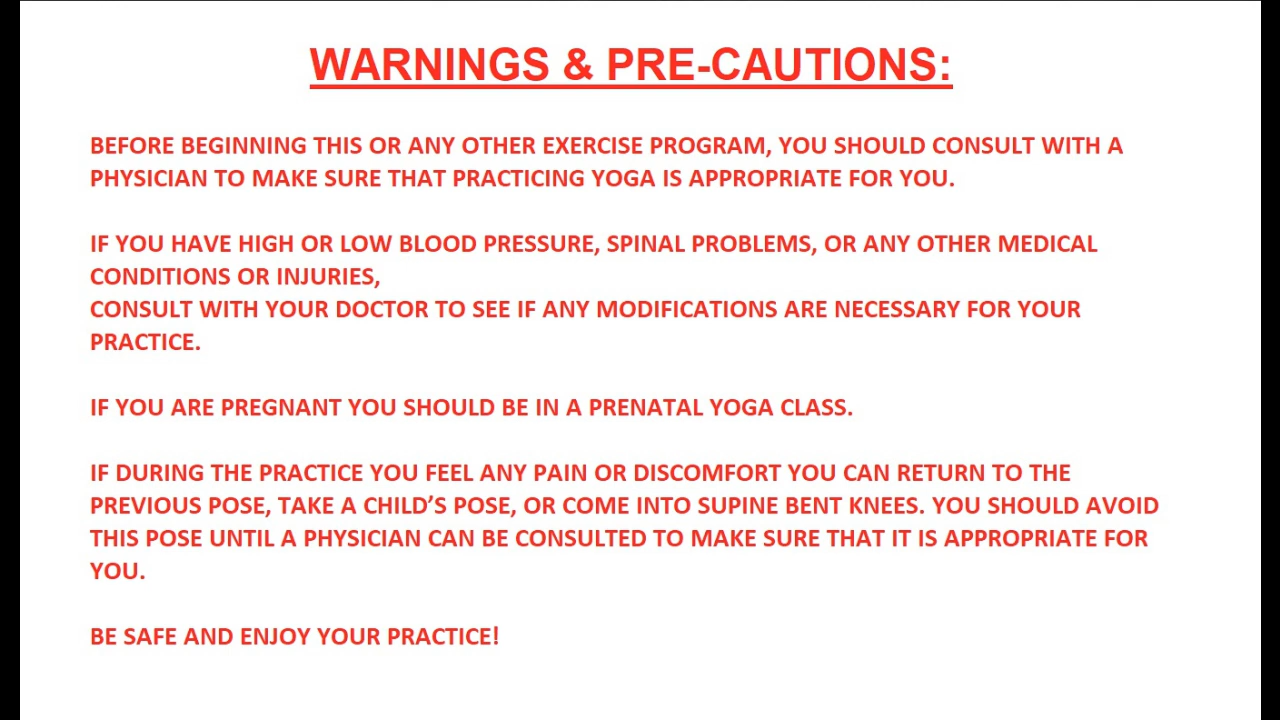 WARNINGS & PRE-CAUTIONS:
BEFORE BEGINNING THIS OR ANY OTHER EXERCISE PROGRAM, YOU SHOULD CONSULT WITH A
PHYSICIAN TO MAKE SURE THAT PRACTICING YOGA IS APPROPRIATE FOR YOU.
IF YOU HAVE HIGH OR LOW BLOOD PRESSURE, SPINAL PROBLEMS, OR ANY OTHER MEDICAL
CONDITIONS OR INJURIES,
CONSULT WITH YOUR DOCTOR TO SEE IF ANY MODIFICATIONS ARE NECESSARY FOR YOUR
PRACTICE.
IF YOU ARE PREGNANT YOU SHOULD BE IN A PRENATAL YOGA CLASS.
IF DURING THE PRACTICE YOU FEEL ANY PAIN OR DISCOMFORT YOU CAN RETURN TO THE
PREVIOUS POSE, TAKE A CHILD’S POSE, OR COME INTO SUPINE BENT KNEES. YOU SHOULD AVOID
THIS POSE UNTIL A PHYSICIAN CAN BE CONSULTED TO MAKE SURE THAT IT IS APPROPRIATE FOR
YOU.
BE SAFE AND ENJOY YOUR PRACTICE!